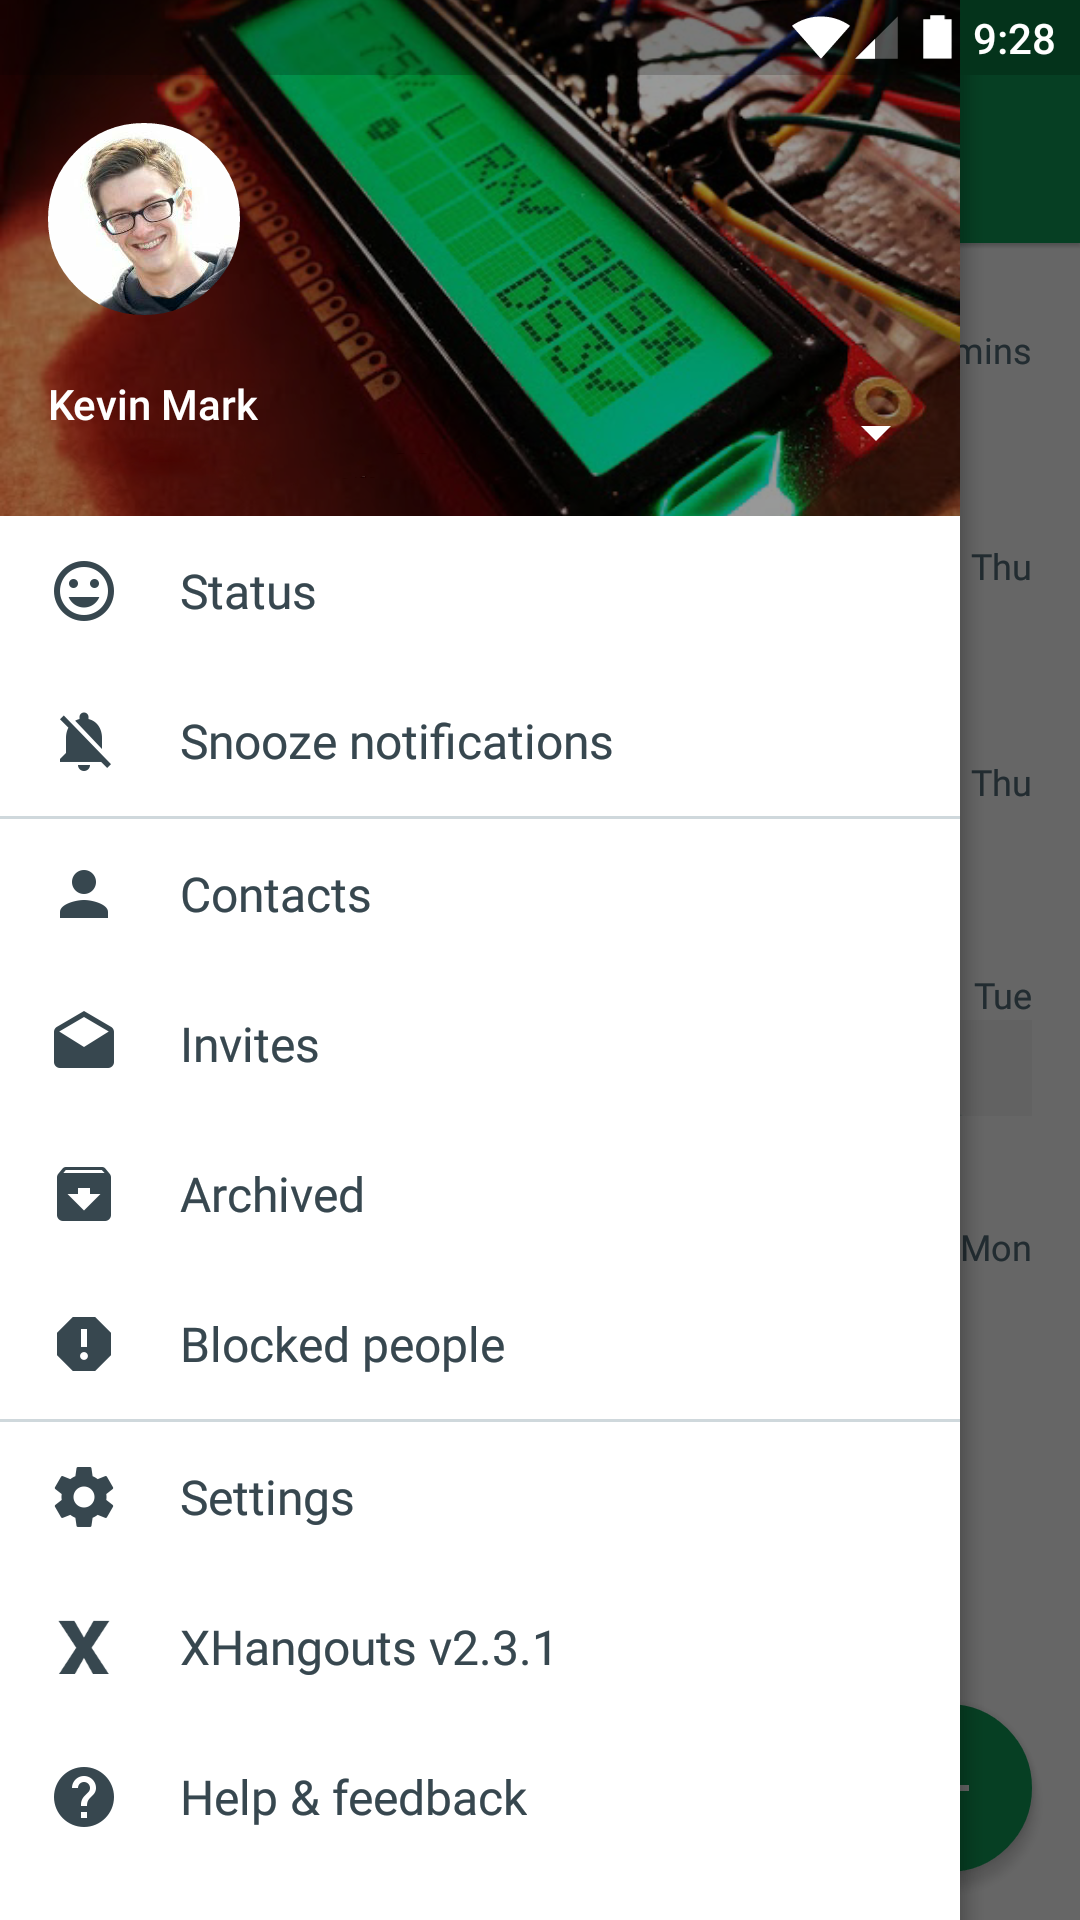 9:28
Kevin Mark
mins
Status
Thu
Snooze notifications
Thu
Contacts
Tue
Invites
Archived
Mon
Blocked people
Settings
XHangouts v2.3.1
Help & feedback